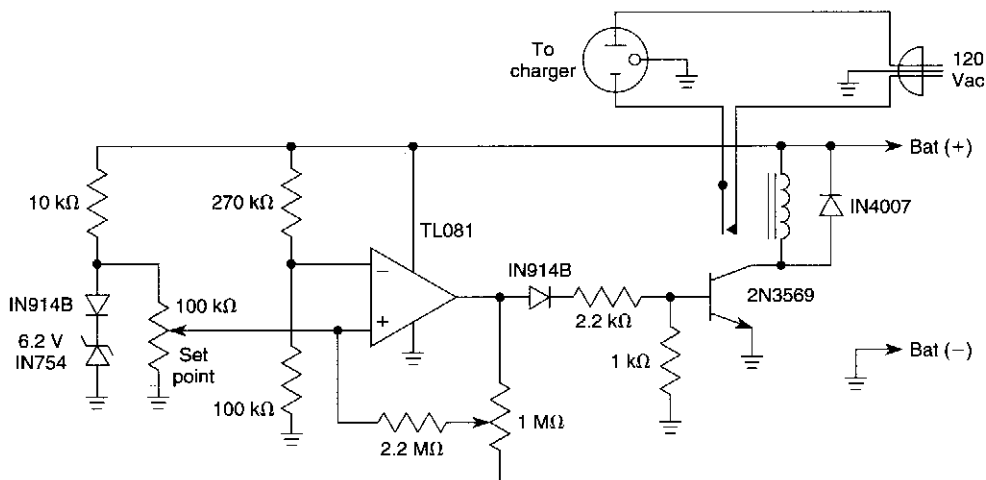 To
charger
120
Vac
Bat (+)
10 kΩ
270 kΩ
TL081
IN4007
IN914B
100 kΩ
IN914B
−
+
2N3569
2.2 kΩ
6.2 V
IN754
Set
point
1 kΩ
Bat (−)
100 kΩ
2.2 MΩ
1 MΩ